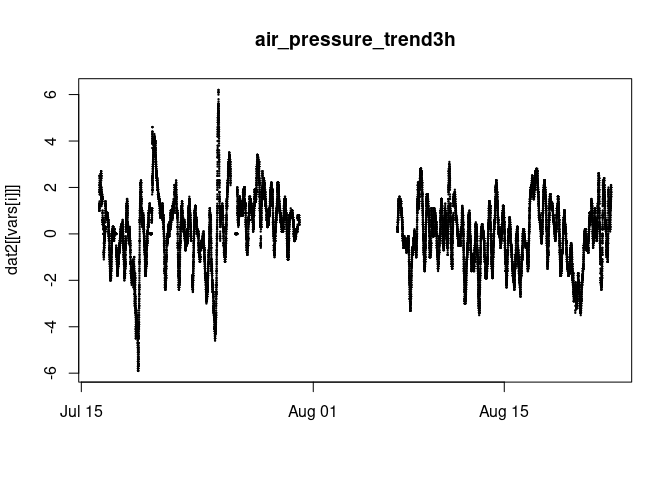 air_pressure_trend3h
dat2[[vars[i]]]
6
4
2
0
-2
-4
-6
Jul 15
Aug 01
Aug 15